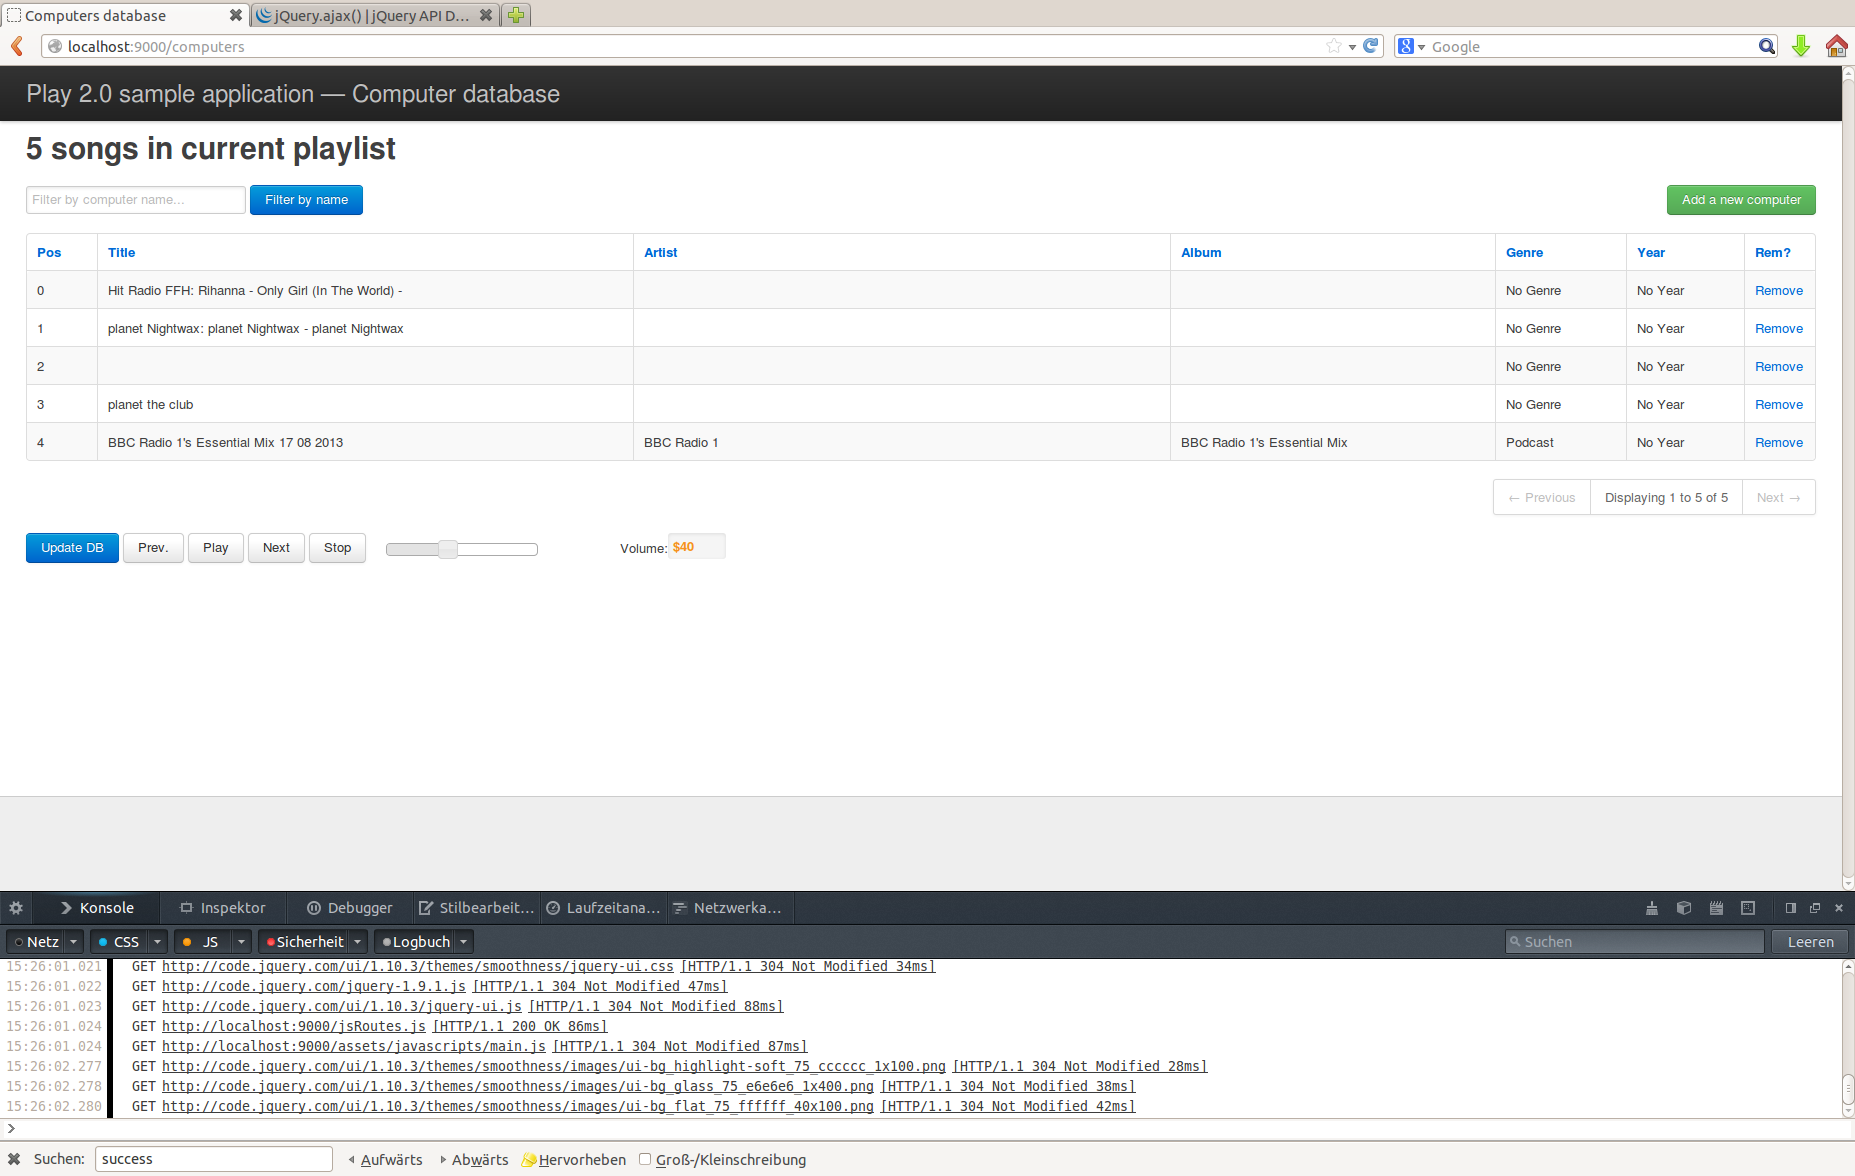 Computers database jQuery.ajax() | jQuery API D...
localhost:9000/computers Google
Play 2.0 sample application — Computer database
5 songs in current playlist
Filter by computer name... Filter by name Add a new computer
Pos Title Artist Album Genre Year Rem?
0 Hit Radio FFH: Rihanna - Only Girl (In The World) - No Genre No Year Remove
1 planet Nightwax: planet Nightwax - planet Nightwax No Genre No Year Remove
2 No Genre No Year Remove
3 planet the club No Genre No Year Remove
4 BBC Radio 1's Essential Mix 17 08 2013 BBC Radio 1 BBC Radio 1's Essential Mix Podcast No Year Remove
← Previous Displaying 1 to 5 of 5 Next →
Update DB Prev. Play Next Stop Volume: $40
Konsole Inspektor Debugger Stilbearbeit... Laufzeitana... Netzwerka...
Netz CSS JS Sicherheit Logbuch Suchen Leeren
15:26:01.021 GET http://code.jquery.com/ui/1.10.3/themes/smoothness/jquery-ui.css [HTTP/1.1 304 Not Modified 34ms]
15:26:01.022 GET http://code.jquery.com/jquery-1.9.1.js [HTTP/1.1 304 Not Modified 47ms]
15:26:01.023 GET http://code.jquery.com/ui/1.10.3/jquery-ui.js [HTTP/1.1 304 Not Modified 88ms]
15:26:01.024 GET http://localhost:9000/jsRoutes.js [HTTP/1.1 200 OK 86ms]
15:26:01.024 GET http://localhost:9000/assets/javascripts/main.js [HTTP/1.1 304 Not Modified 87ms]
15:26:02.277 GET http://code.jquery.com/ui/1.10.3/themes/smoothness/images/ui-bg_highlight-soft_75_cccccc_1x100.png [HTTP/1.1 304 Not Modified 28ms]
15:26:02.278 GET http://code.jquery.com/ui/1.10.3/themes/smoothness/images/ui-bg_glass_75_e6e6e6_1x400.png [HTTP/1.1 304 Not Modified 38ms]
15:26:02.280 GET http://code.jquery.com/ui/1.10.3/themes/smoothness/images/ui-bg_flat_75_ffffff_40x100.png [HTTP/1.1 304 Not Modified 42ms]
Suchen: success Aufwärts Abwärts Hervorheben Groß-/Kleinschreibung